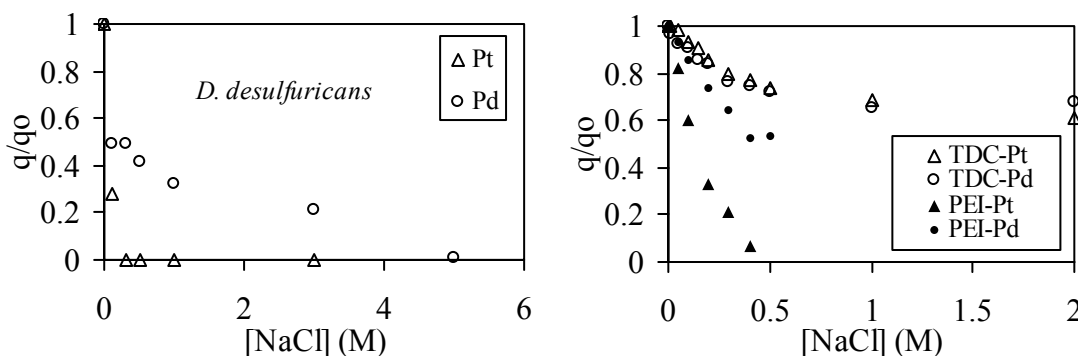 1
0.8
0.6
0.4
0.2
0
q/qo
D. desulfuricans
Pt
Pd
0
2
4
6
[NaCl] (M)
1
0.8
0.6
0.4
0.2
0
q/qo
TDC-Pt
TDC-Pd
PEI-Pt
PEI-Pd
0
0.5
1
1.5
2
[NaCl] (M)